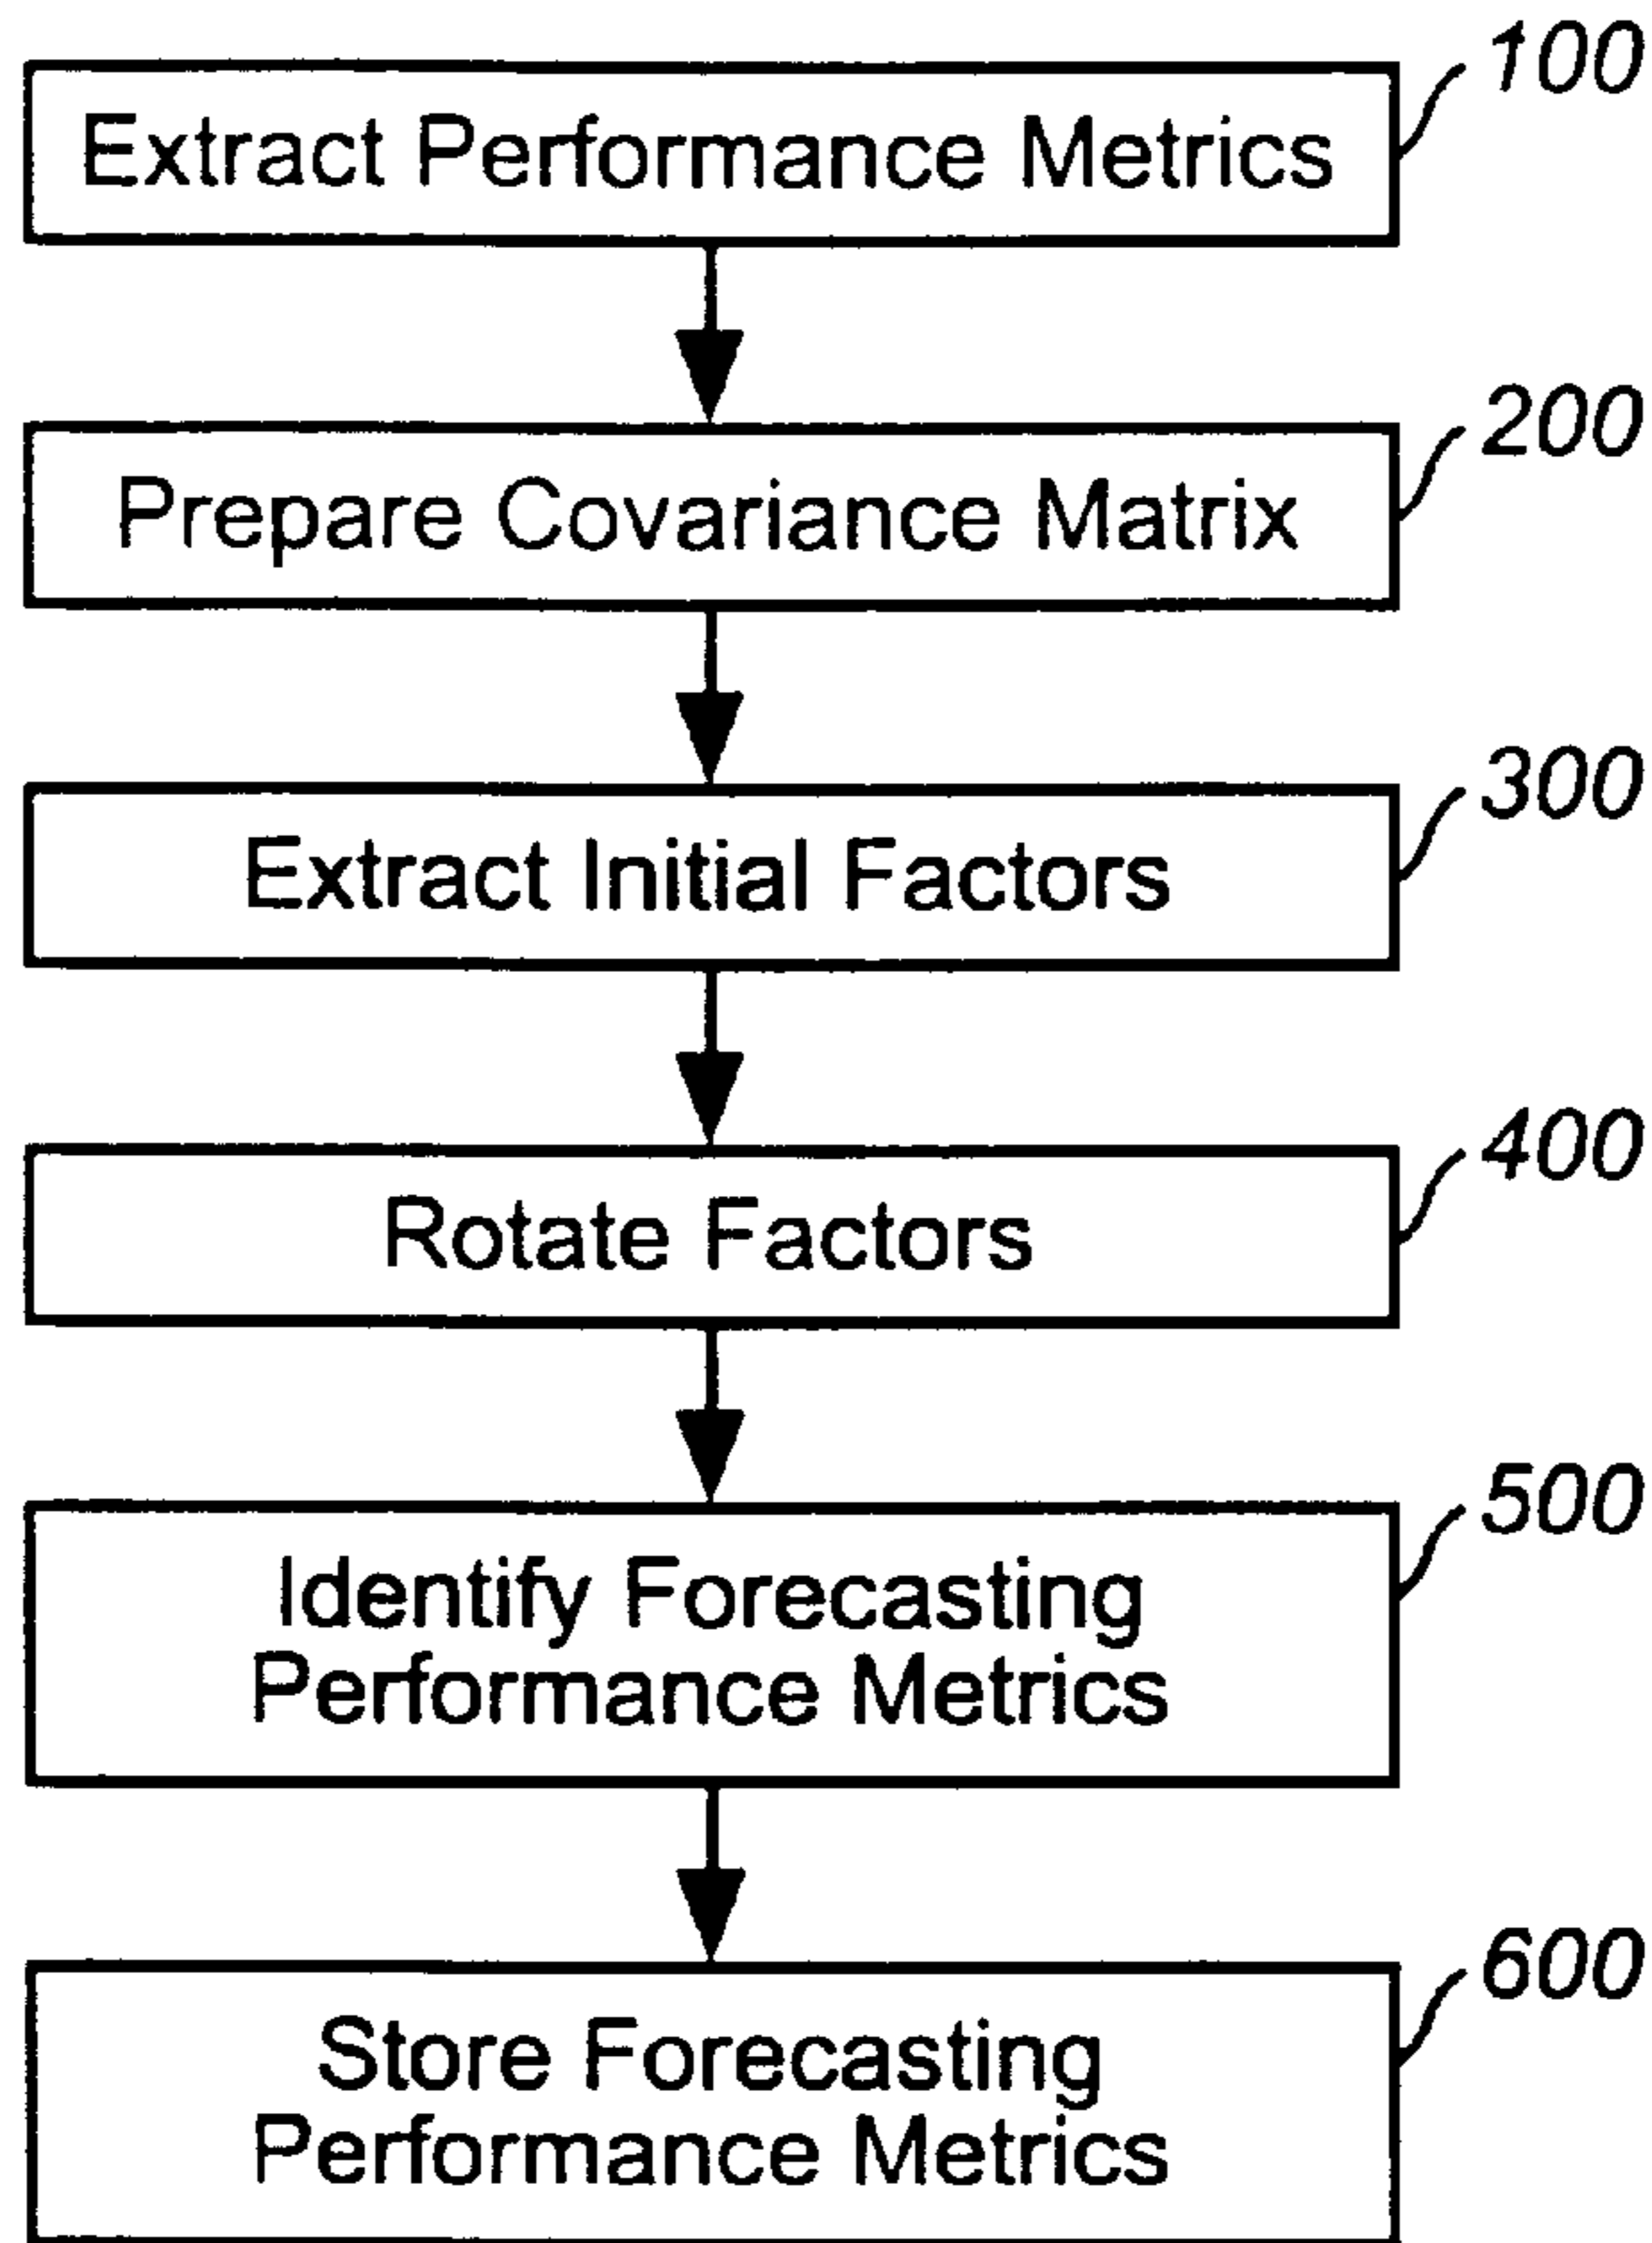 100
Extract Performance Metrics
200
Prepare Covariance Matrix
300
Extract Initial Factors
400
Rotate Factors
500
Identify Forecasting
Performance Metrics
600
Store Forecasting
Performance Metrics